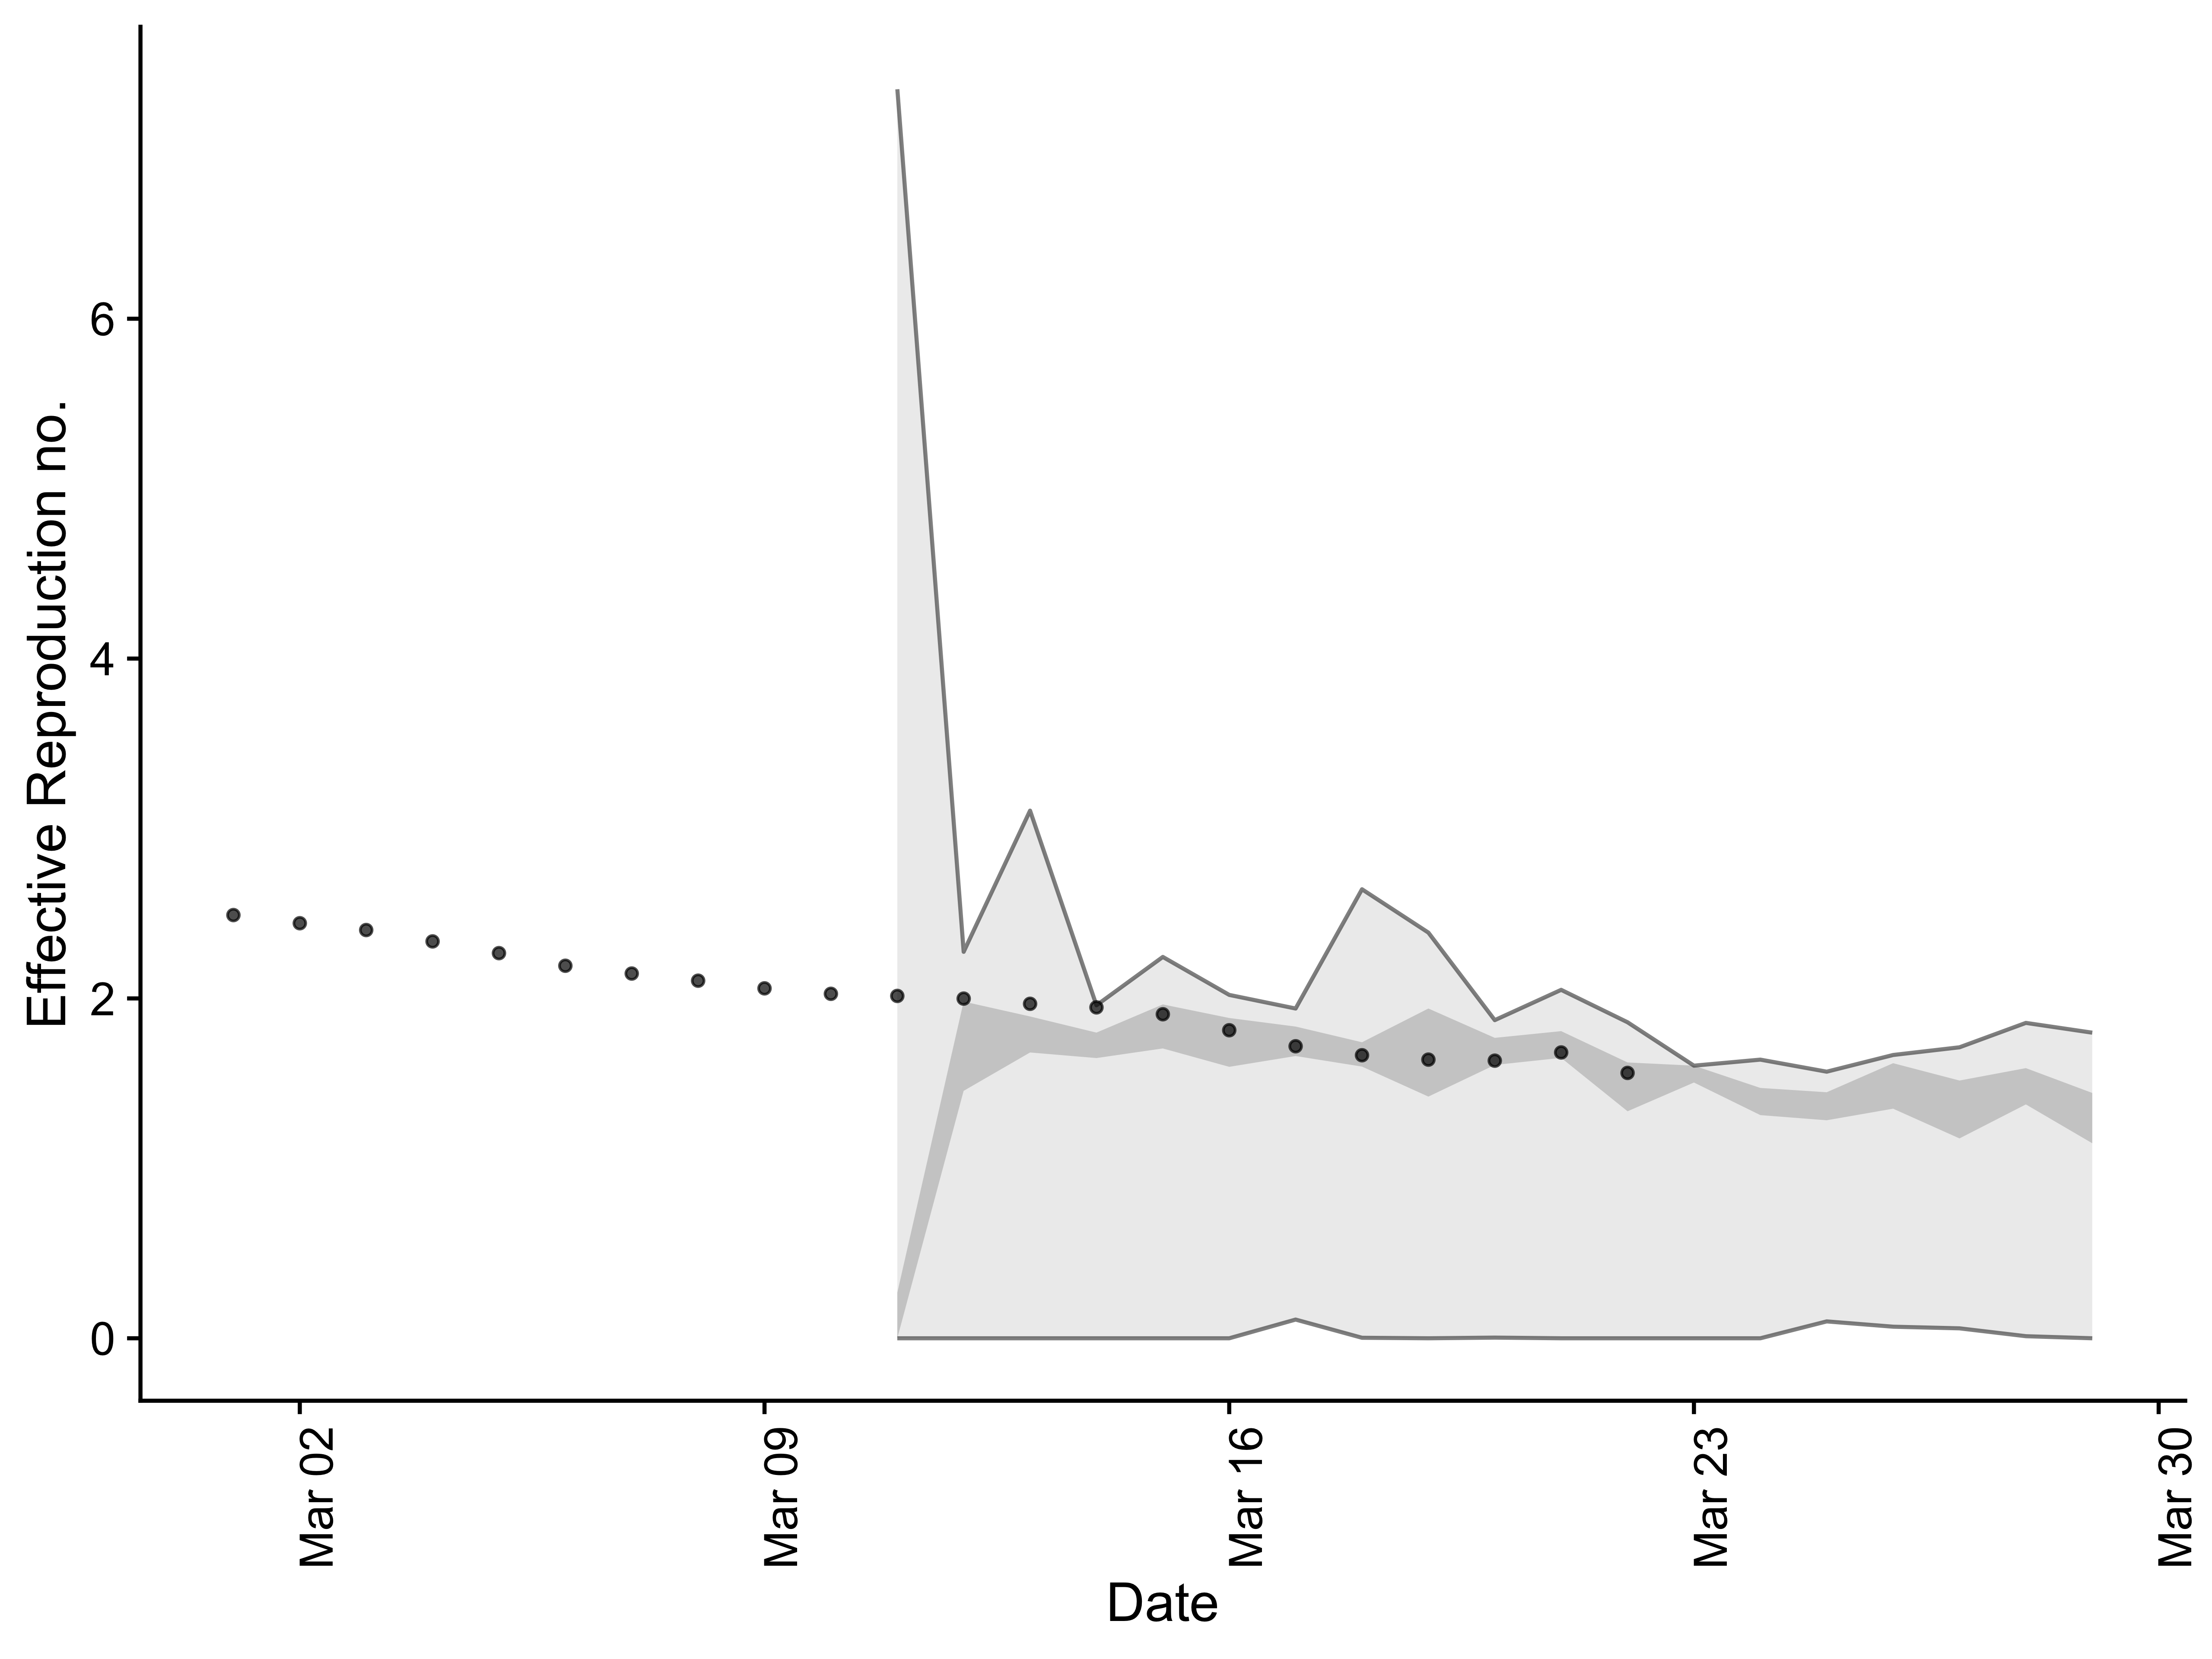 Effective Reproduction no.
6
4
2
0
Mar 02
Mar 09
Mar 16
Mar 23
Mar 30
Date